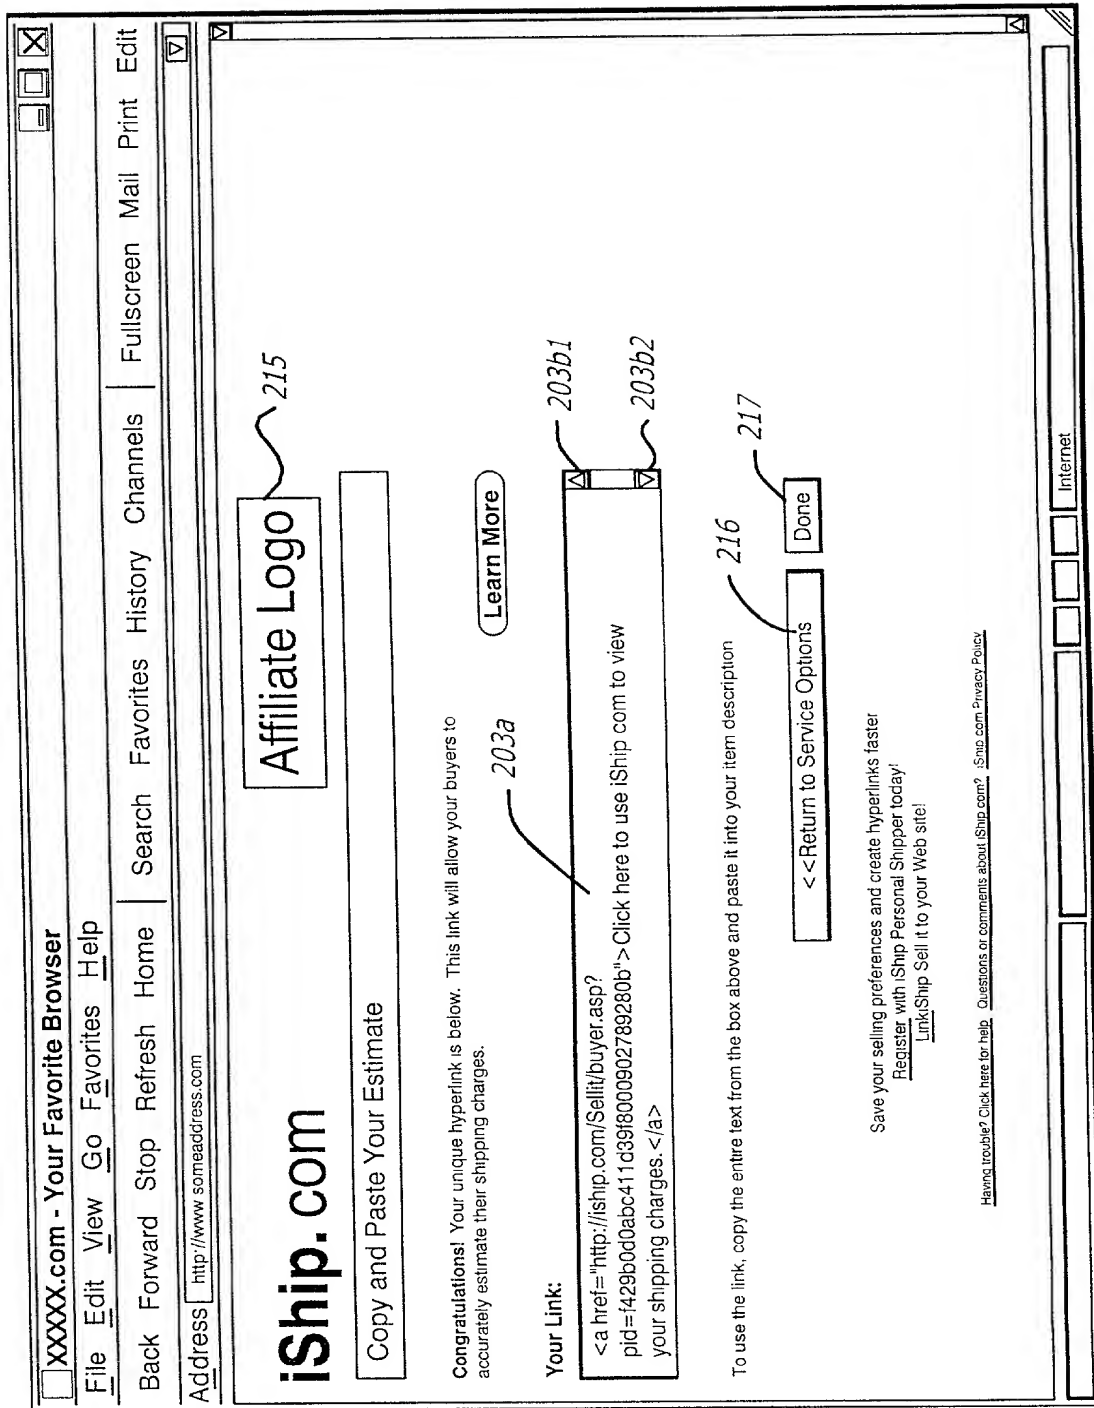 XXXXX.com - Your Favorite Browser
File Edit View Go Favorites Help
Back Forward Stop Refresh Home Search Favorites History Channels Fullscreen Mail Print Edit
Address http://www someaddress.com
iShip. com
Affiliate Logo
215
Copy and Paste Your Estimate
Congratulations! Your unique hyperlink is below. This link will allow your buyers to
accurately estimate their shipping charges.
Learn More
203a
203b1
Your Link:
<a href="http://iship.com/Sellit/buyer.asp?
pid=f429b0d0abc411d39f80009027892 80b">Click here to use iShip com to view
your shipping charges.</a>
203b2
To use the link, copy the entire text from the box above and paste it into your item description
216
217
<<Return to Service Options
Done
Save your selling preferences and create hyperlinks faster
Register with iShip Personal Shipper today!
LinkiShip Sell it to your Web site!
Having trouble? Click here for help Questions or comments about iShip com? iShip com Privacy Policy
Internet